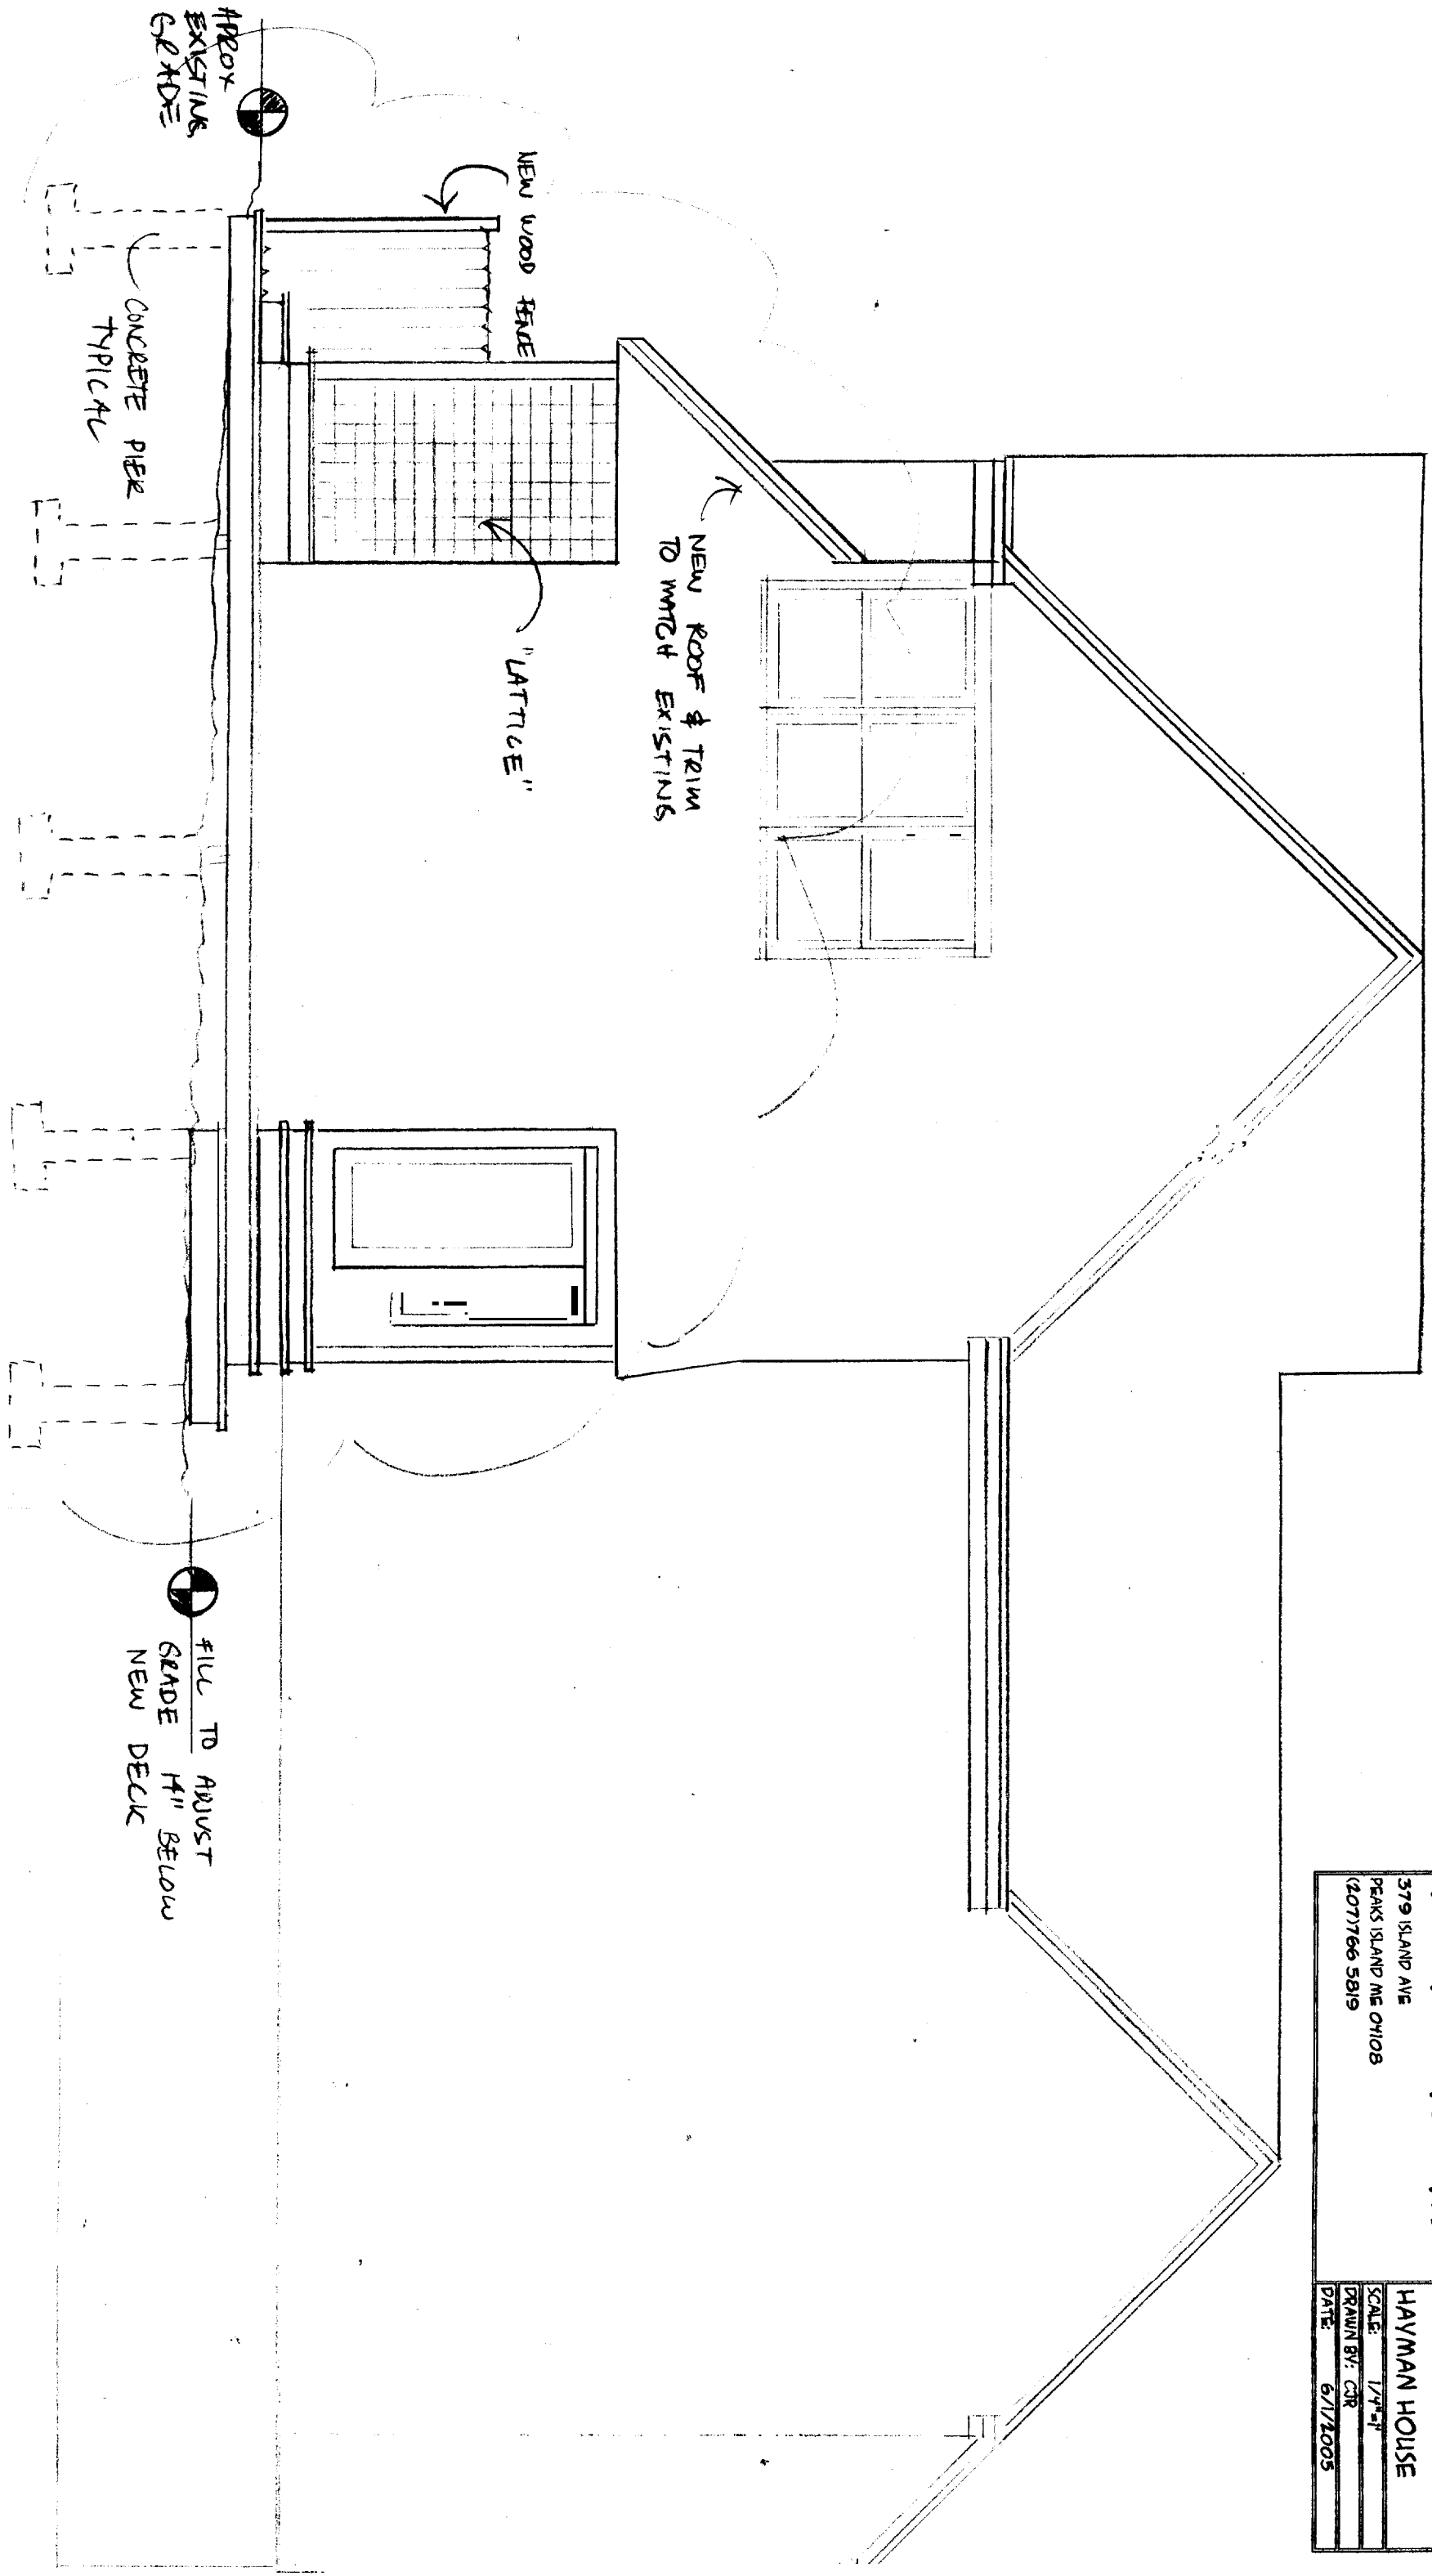 379 ISLAND AVE
PEAKS ISLAND ME 04108
(207)766 5819
HAYMAN HOUSE
SCALE: 1/4"=1'
DRAWN BY: CJR
DATE: 6/1/2005
NEW ROOF & TRIM
TO MATCH EXISTING
NEW WOOD FENCE
"LATTICE"
APROX
EXISTING
GRADE
CONCRETE PIER
TYPICAL
FILL TO ADJUST
GRADE 14" BELOW
NEW DECK